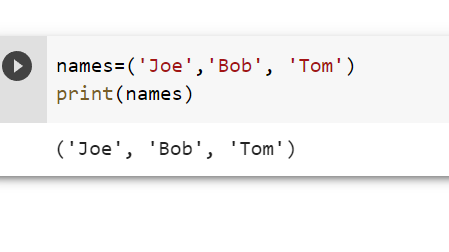 names=('Joe','Bob', 'Tom')
print(names)
('Joe', 'Bob', 'Tom')